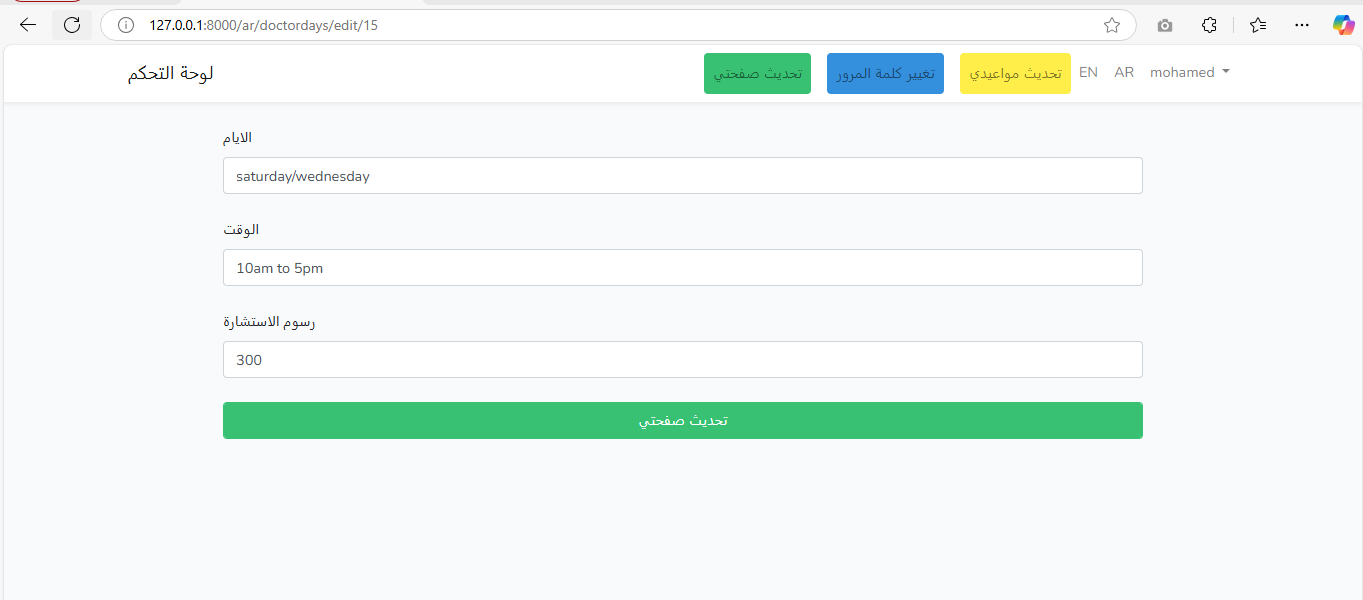 127.0.0.1:8000/ar/doctordays/edit/15
لوحة التحكم
تحديث صفحتي
تغيير كلمة المرور
تحديث مواعيدي
EN
AR
mohamed
الايام
saturday/wednesday
الوقت
10am to 5pm
رسوم الاستشارة
300
تحديث صفحتي